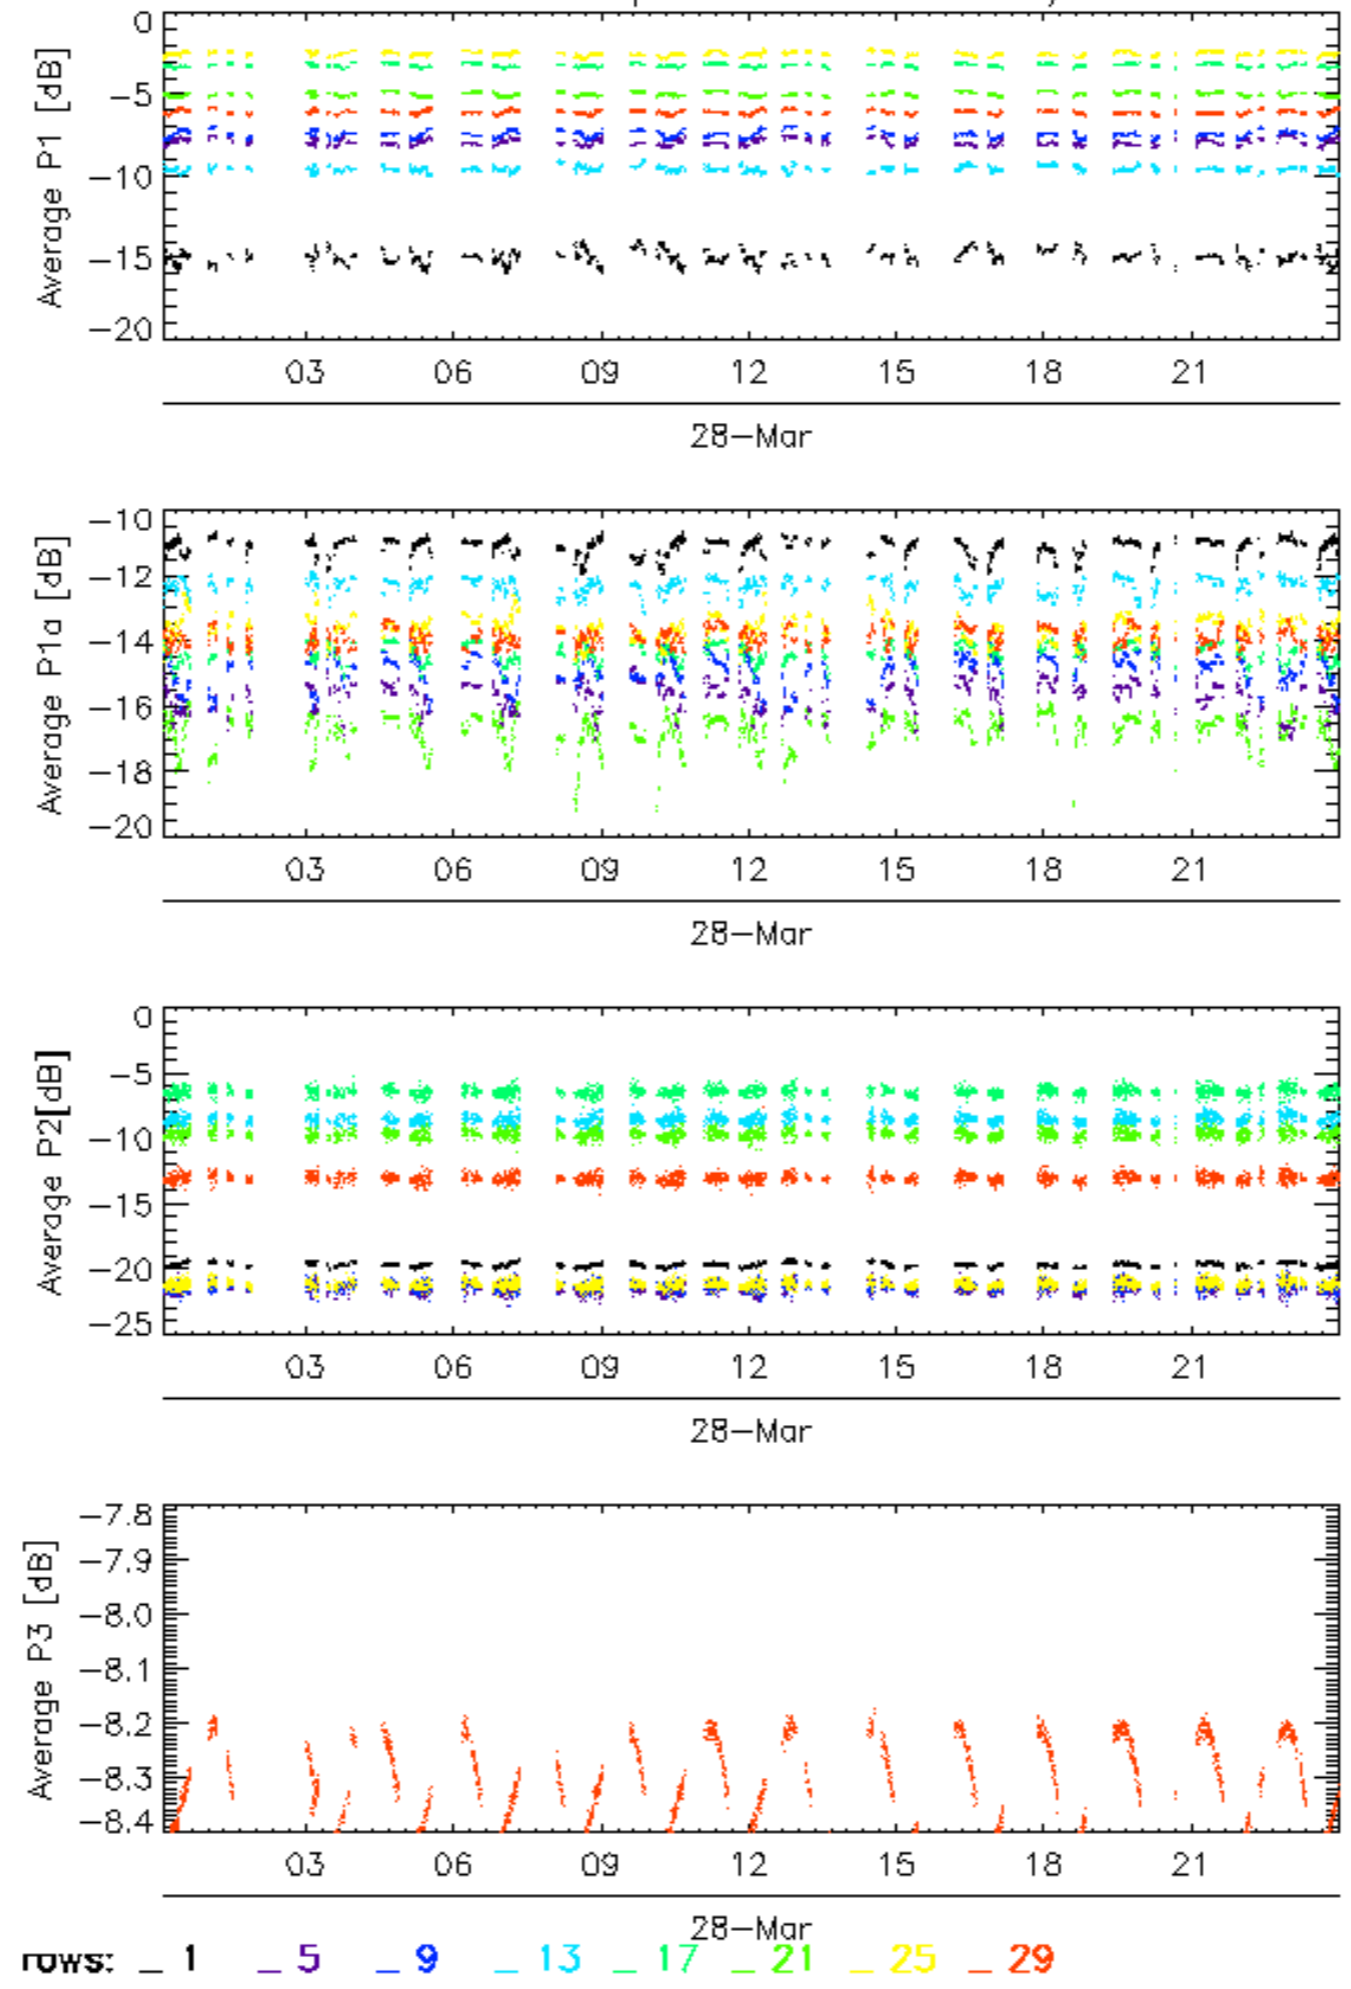 Average P1 [dB]
0
−5
−10
−15
−20
03 06 09 12 15 18 21
28−Mar
Average P1a [dB]
−10
−12
−14
−16
−18
−20
03 06 09 12 15 18 21
28−Mar
Average P2[dB]
0
−5
−10
−15
−20
−25
03 06 09 12 15 18 21
28−Mar
Average P3 [dB]
−7.8
−7.9
−8.0
−8.1
−8.2
−8.3
−8.4
03 06 09 12 15 18 21
28−Mar
rows: _ 1 _ 5 _ 9 _ 13 _ 17 _ 21 _ 25 _ 29